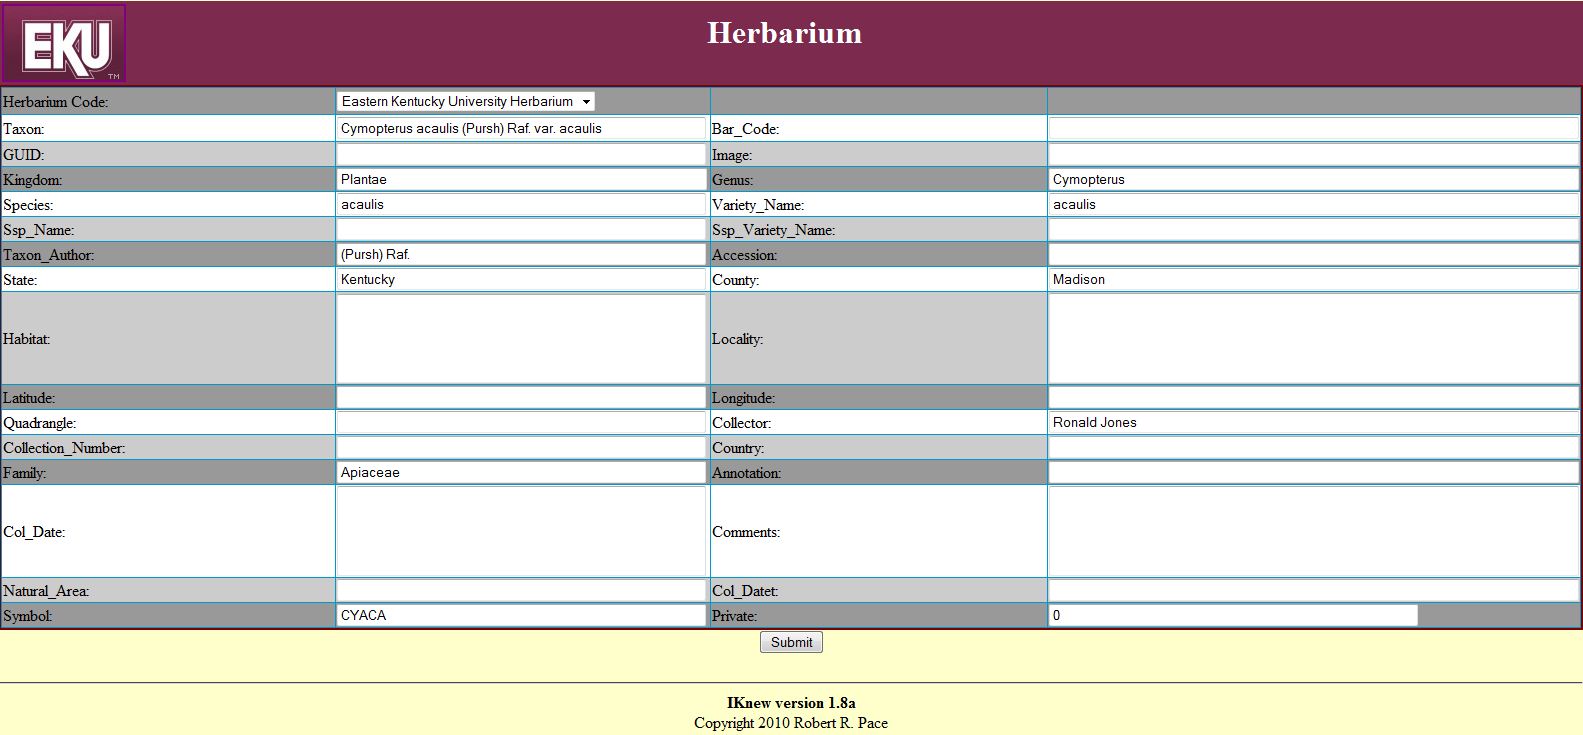 EKU
TM
Herbarium
Herbarium Code: Eastern Kentucky University Herbarium
Taxon: Cymopterus acaulis (Pursh) Raf. var. acaulis Bar_Code:
GUID: Image:
Kingdom: Plantae Genus: Cymopterus
Species: acaulis Variety_Name: acaulis
Ssp_Name: Ssp_Variety_Name:
Taxon_Author: (Pursh) Raf. Accession:
State: Kentucky County: Madison
Habitat: Locality:
Latitude: Longitude:
Quadrangle: Collector: Ronald Jones
Collection_Number: Country:
Family: Apiaceae Annotation:
Col_Date: Comments:
Natural_Area: Col_Datet:
Symbol: CYACA Private: 0
Submit
IKnew version 1.8a
Copyright 2010 Robert R. Pace